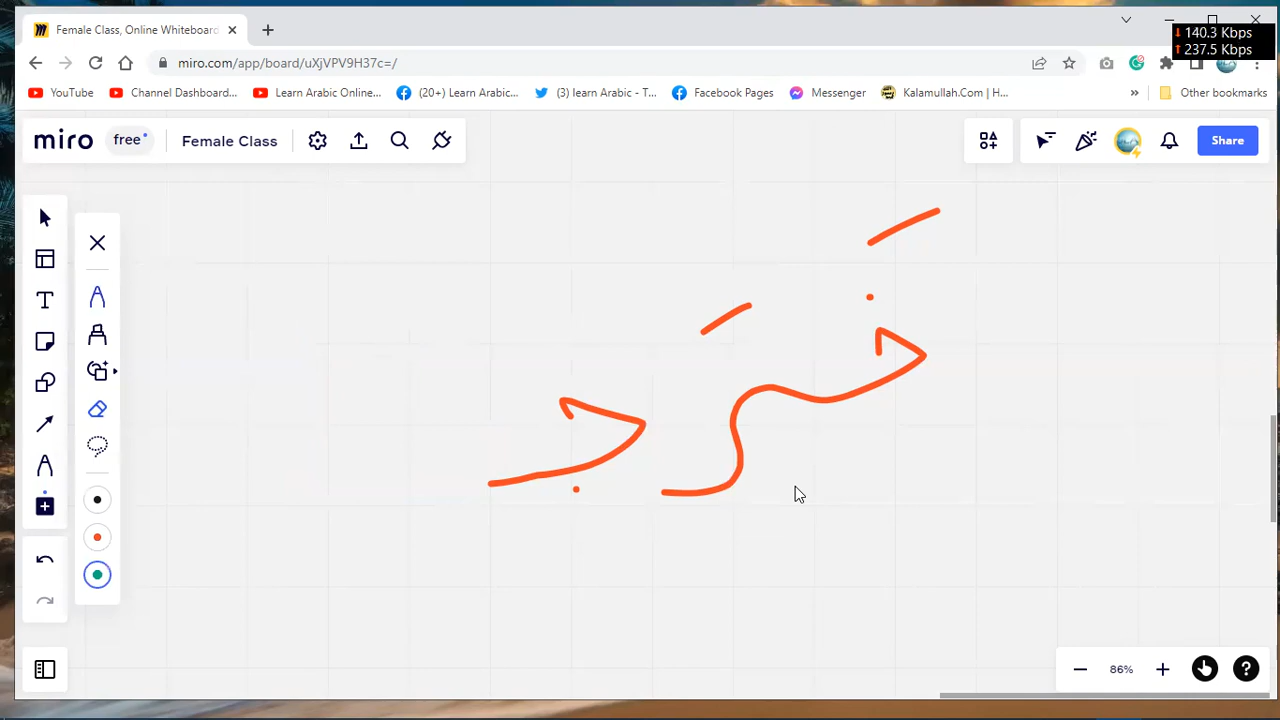 Female Class, Online Whiteboard
miro.com/app/board/uXjVPV9H37c=/
↓ 140.3 Kbps
↑ 237.5 Kbps
YouTube Channel Dashboard... Learn Arabic Online... (20+) Learn Arabic... (3) learn Arabic - T... Facebook Pages Messenger Kalamullah.Com | H... » Other bookmarks
miro free Female Class Share
خَرَج
86%